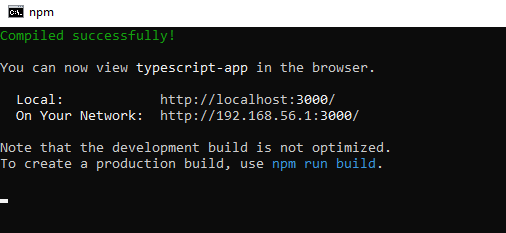 npm
Compiled successfully!
You can now view typescript-app in the browser.
Local: http://localhost:3000/
On Your Network: http://192.168.56.1:3000/
Note that the development build is not optimized.
To create a production build, use npm run build.